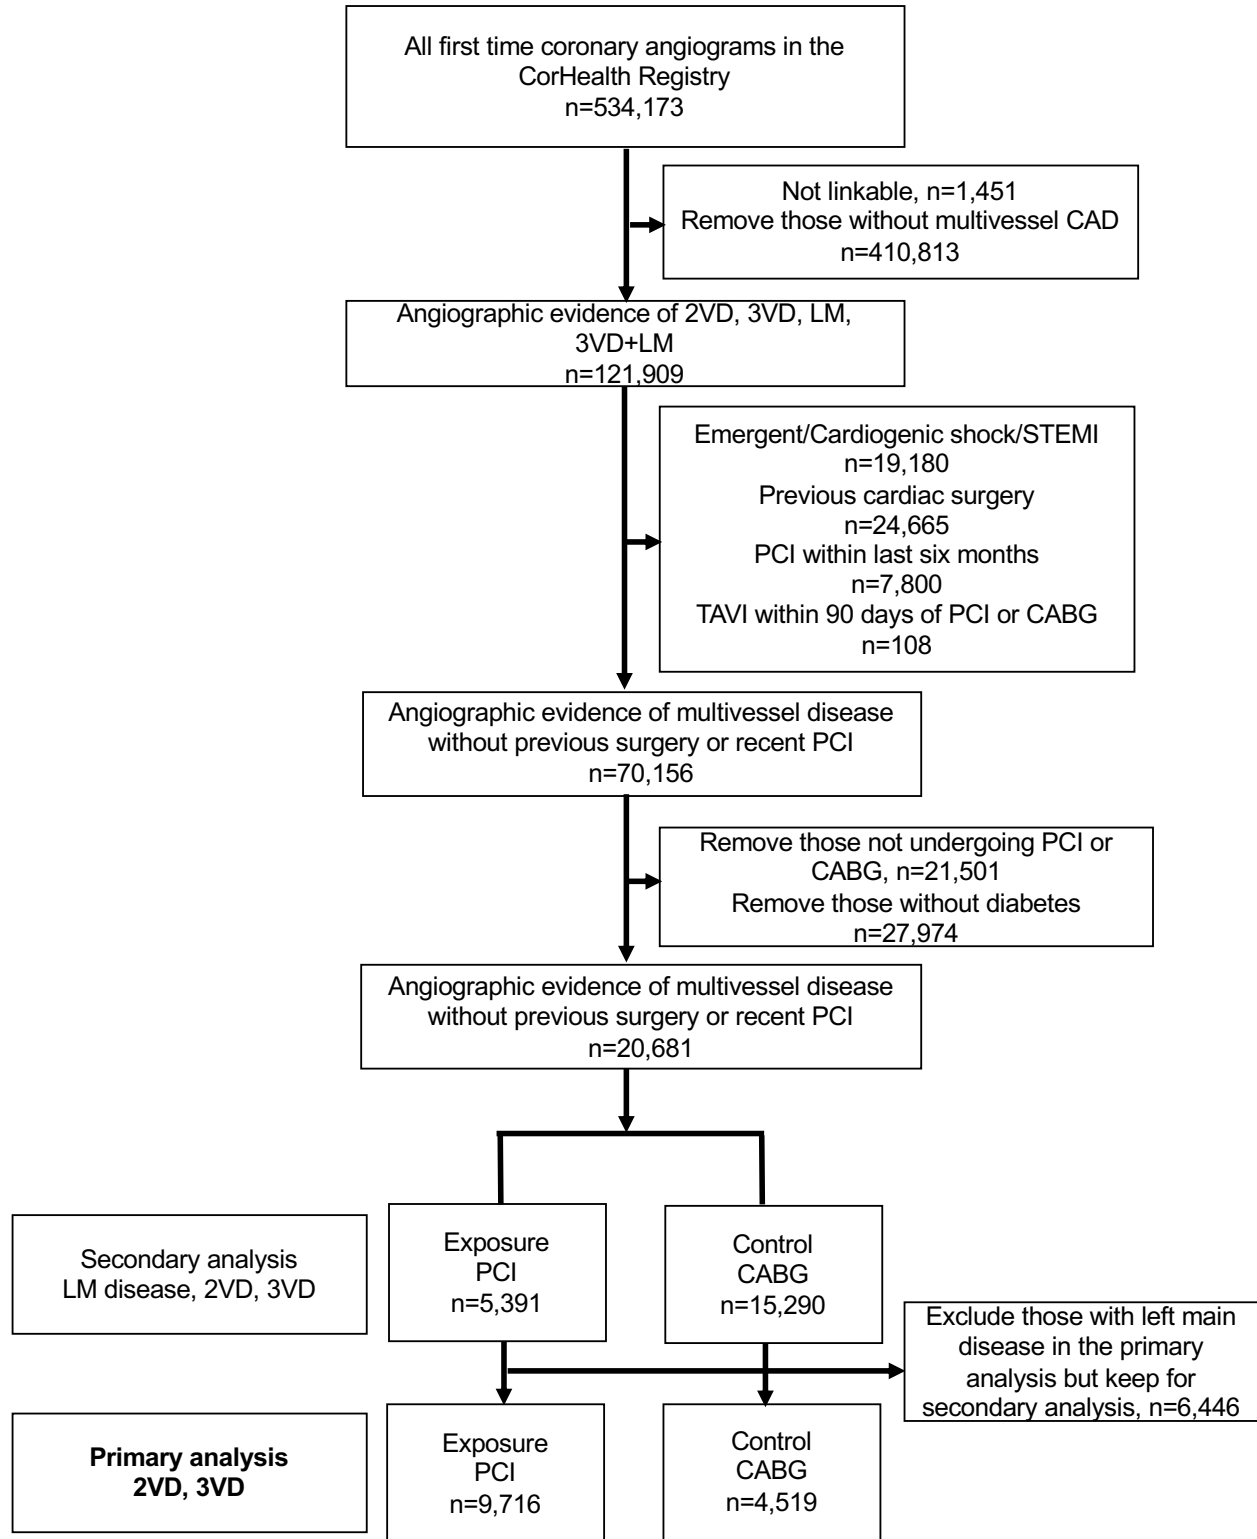 All first time coronary angiograms in the
CorHealth Registry
n=534,173
Not linkable, n=1,451
Remove those without multivessel CAD
n=410,813
Angiographic evidence of 2VD, 3VD, LM,
3VD+LM
n=121,909
Emergent/Cardiogenic shock/STEMI
n=19,180
Previous cardiac surgery
n=24,665
PCI within last six months
n=7,800
TAVI within 90 days of PCI or CABG
n=108
Angiographic evidence of multivessel disease
without previous surgery or recent PCI
n=70,156
Remove those not undergoing PCI or
CABG, n=21,501
Remove those without diabetes
n=27,974
Angiographic evidence of multivessel disease
without previous surgery or recent PCI
n=20,681
Secondary analysis
LM disease, 2VD, 3VD
Exposure
PCI
n=5,391
Control
CABG
n=15,290
Exclude those with left main
disease in the primary
analysis but keep for
secondary analysis, n=6,446
Primary analysis
2VD, 3VD
Exposure
PCI
n=9,716
Control
CABG
n=4,519